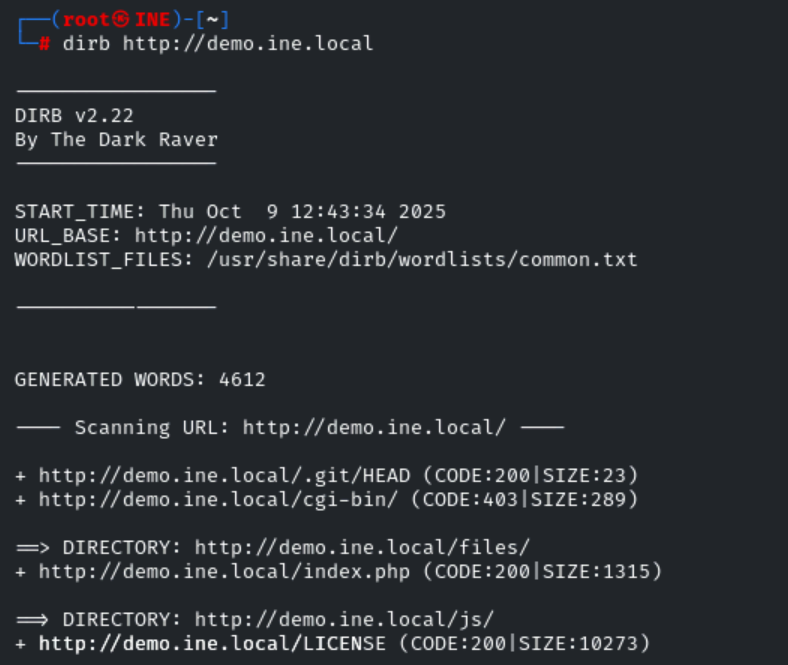 ┌──(root㉿INE)-[~]
└─# dirb http://demo.ine.local
-----------------
DIRB v2.22
By The Dark Raver
-----------------
START_TIME: Thu Oct  9 12:43:34 2025
URL_BASE: http://demo.ine.local/
WORDLIST_FILES: /usr/share/dirb/wordlists/common.txt
-----------------
GENERATED WORDS: 4612
---- Scanning URL: http://demo.ine.local/ ----
+ http://demo.ine.local/.git/HEAD (CODE:200|SIZE:23)
+ http://demo.ine.local/cgi-bin/ (CODE:403|SIZE:289)
==> DIRECTORY: http://demo.ine.local/files/
+ http://demo.ine.local/index.php (CODE:200|SIZE:1315)
==> DIRECTORY: http://demo.ine.local/js/
+ http://demo.ine.local/LICENSE (CODE:200|SIZE:10273)